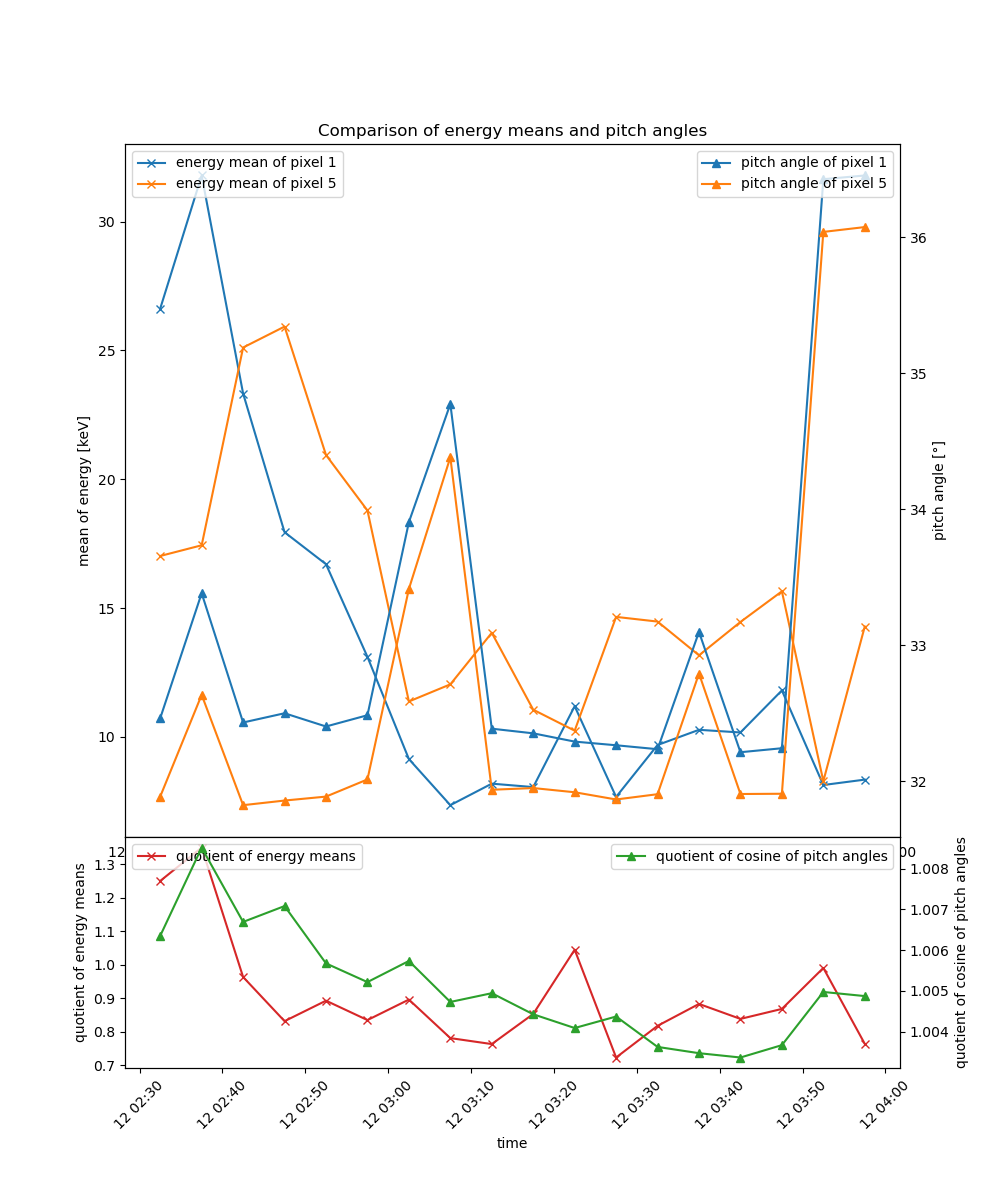 Comparison of energy means and pitch angles
energy mean of pixel 1
energy mean of pixel 5
pitch angle of pixel 1
pitch angle of pixel 5
30
25
20
15
10
mean of energy [keV]
36
35
34
33
32
pitch angle [°]
12
00
quotient of energy means
quotient of cosine of pitch angles
1.3
1.2
1.1
1.0
0.9
0.8
0.7
quotient of energy means
1.008
1.007
1.006
1.005
1.004
quotient of cosine of pitch angles
12 02:30
12 02:40
12 02:50
12 03:00
12 03:10
12 03:20
12 03:30
12 03:40
12 03:50
12 04:00
time